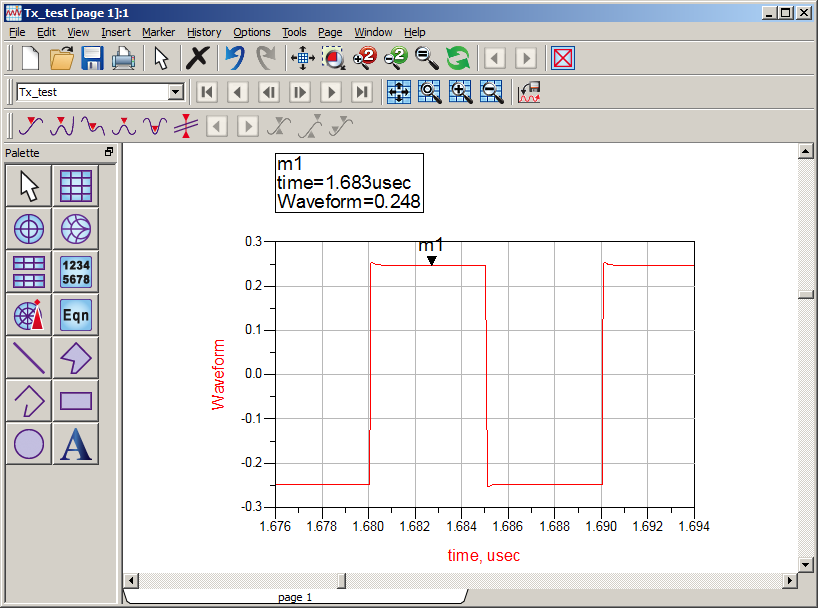 Tx_test [page 1]:1
File Edit View Insert Marker History Options Tools Page Window Help
2 2
Tx_test
Palette
1234
5678
Eqn
A
m1
time=1.683usec
Waveform=0.248
m1
0.3
0.2
0.1
0.0
-0.1
-0.2
-0.3
Waveform
1.676 1.678 1.680 1.682 1.684 1.686 1.688 1.690 1.692 1.694
time, usec
page 1